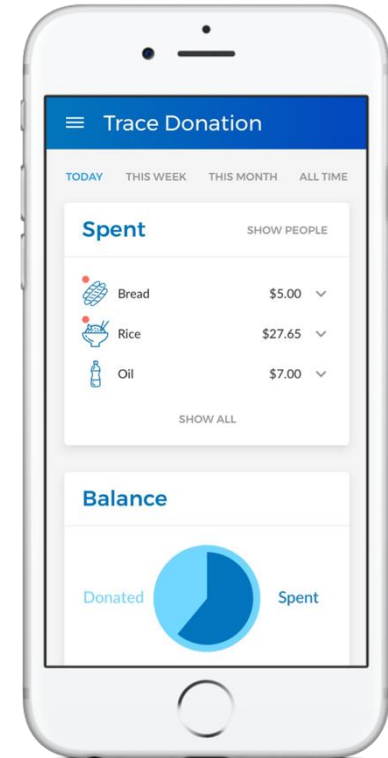 Trace Donation
TODAY THIS WEEK THIS MONTH ALL TIME
Spent SHOW PEOPLE
Bread $5.00
Rice $27.65
Oil $7.00
SHOW ALL
Balance
Donated Spent